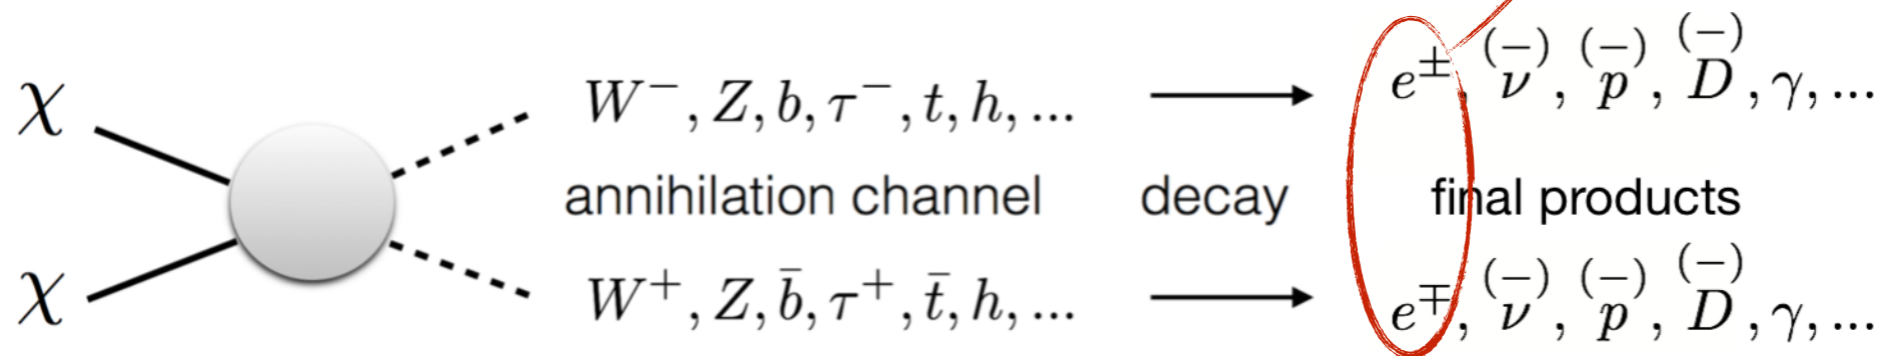 χ W⁻, Z, b, τ⁻, t, h, ... e^±, ν^(−), p^(−), D^(−), γ, ...
annihilation channel decay final products
χ W⁺, Z, b̄, τ⁺, t̄, h, ... e^∓, ν^(−), p^(−), D^(−), γ, ...